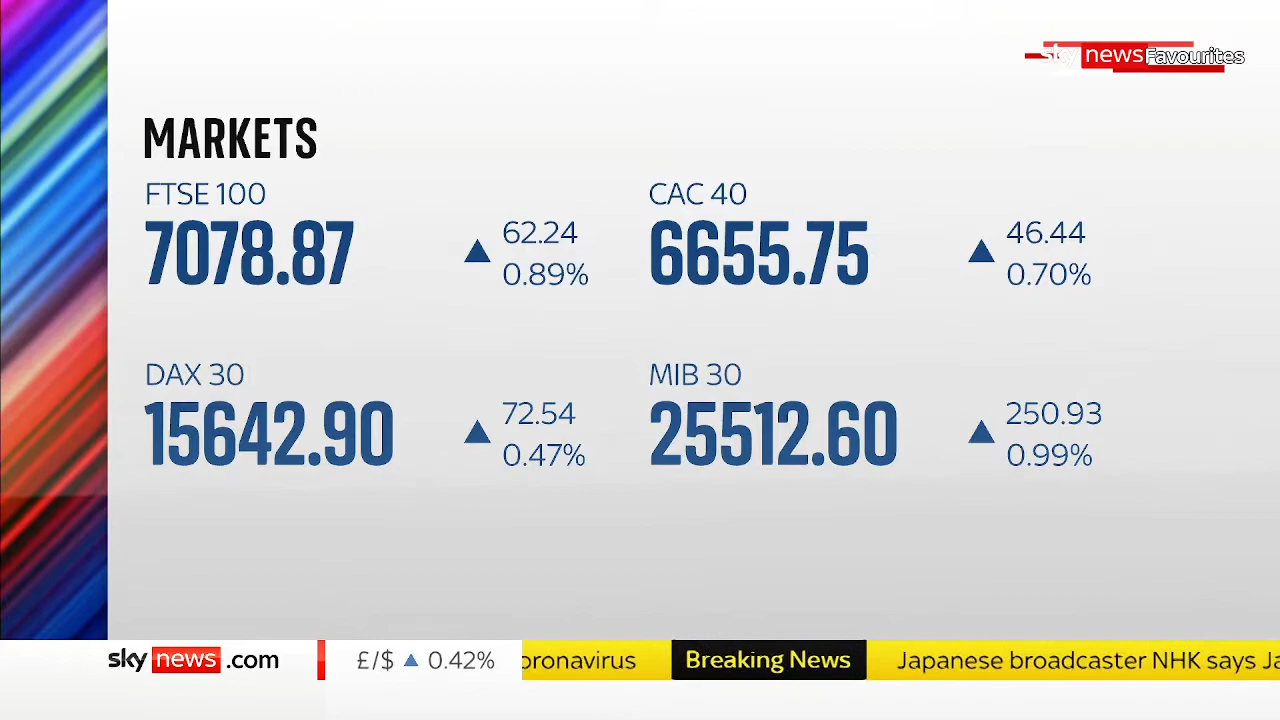 sky news Favourites
MARKETS
FTSE 100
7078.87
▲ 62.24
0.89%
CAC 40
6655.75
▲ 46.44
0.70%
DAX 30
15642.90
▲ 72.54
0.47%
MIB 30
25512.60
▲ 250.93
0.99%
sky news .com £/$ ▲ 0.42% oronavirus Breaking News Japanese broadcaster NHK says Ja